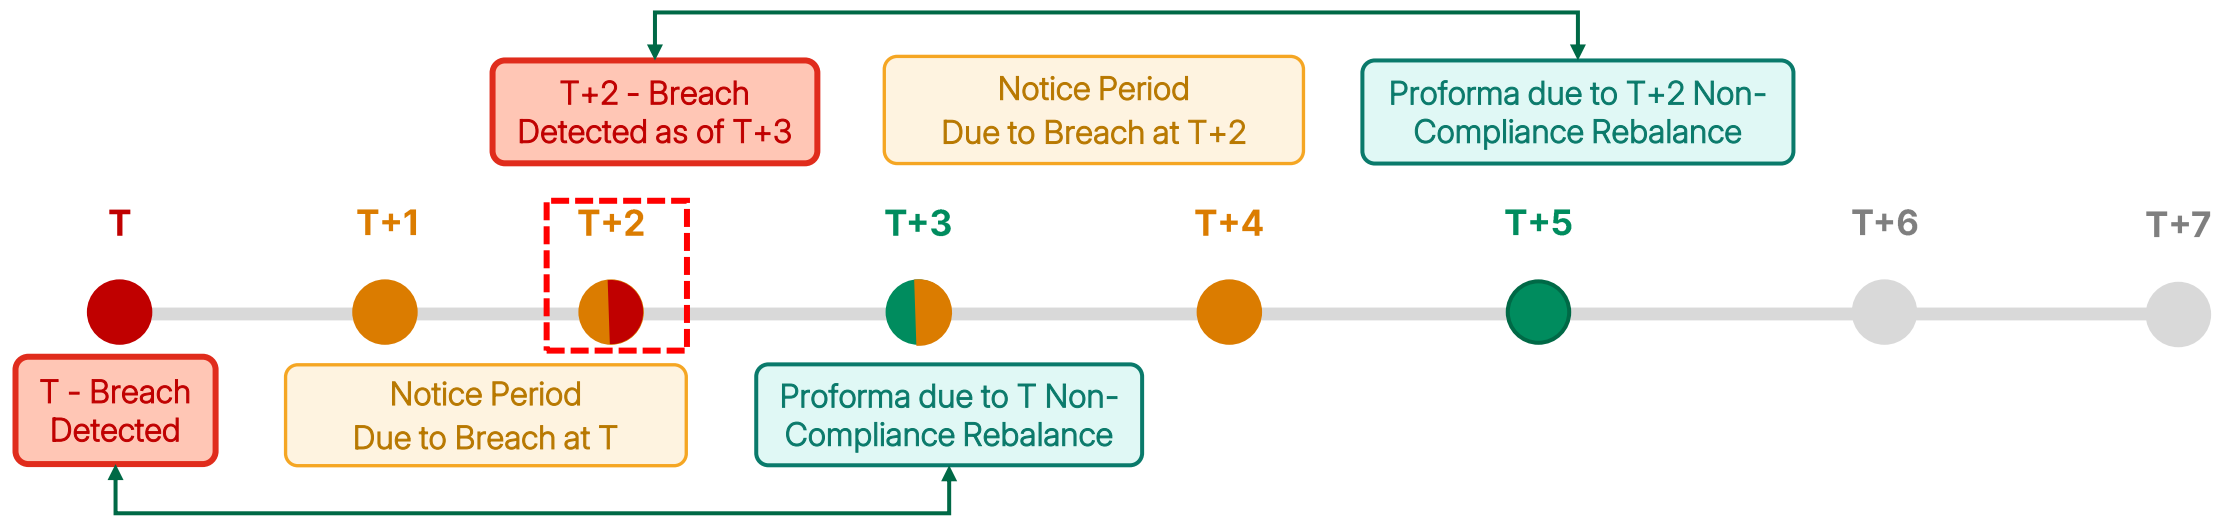 T+2 - Breach
Detected as of T+3
Notice Period
Due to Breach at T+2
Proforma due to T+2 Non-
Compliance Rebalance
T
T+1
T+2
T+3
T+4
T+5
T+6
T+7
T - Breach
Detected
Notice Period
Due to Breach at T
Proforma due to T Non-
Compliance Rebalance